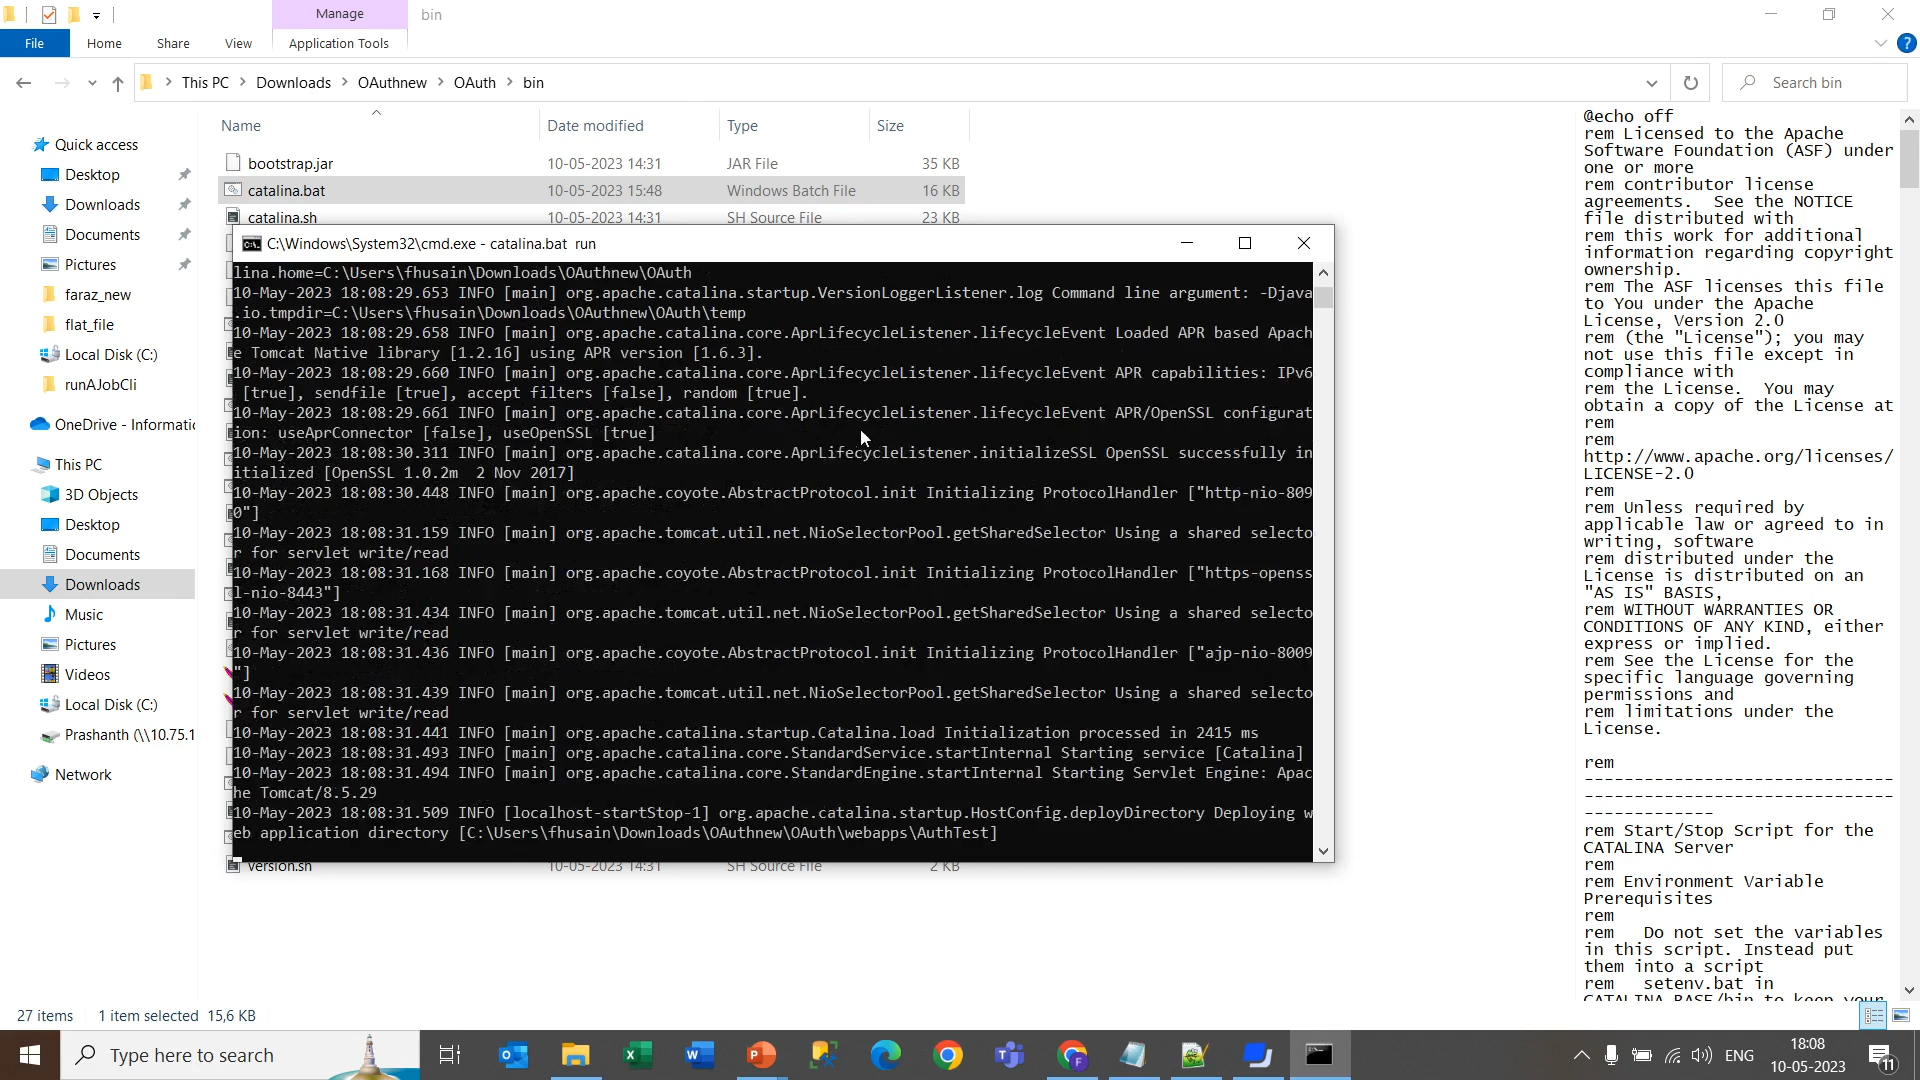 Manage
bin
File
Home
Share
View
Application Tools
This PC
Downloads
OAuthnew
OAuth
bin
Search bin
Name
Date modified
Type
Size
Quick access
Desktop
Downloads
Documents
Pictures
faraz_new
flat_file
Local Disk (C:)
runAJobCli
OneDrive - Informatic
This PC
3D Objects
Desktop
Documents
Downloads
Music
Pictures
Videos
Local Disk (C:)
Prashanth (\\10.75.1
Network
bootstrap.jar 10-05-2023 14:31 JAR File 35 KB
catalina.bat 10-05-2023 15:48 Windows Batch File 16 KB
catalina.sh 10-05-2023 14:31 SH Source File 23 KB
C:\Windows\System32\cmd.exe - catalina.bat run
lina.home=C:\Users\fhusain\Downloads\OAuthnew\OAuth
10-May-2023 18:08:29.653 INFO [main] org.apache.catalina.startup.VersionLoggerListener.log Command line argument: -Djava
.io.tmpdir=C:\Users\fhusain\Downloads\OAuthnew\OAuth\temp
10-May-2023 18:08:29.658 INFO [main] org.apache.catalina.core.AprLifecycleListener.lifecycleEvent Loaded APR based Apach
e Tomcat Native library [1.2.16] using APR version [1.6.3].
10-May-2023 18:08:29.660 INFO [main] org.apache.catalina.core.AprLifecycleListener.lifecycleEvent APR capabilities: IPv6
[true], sendfile [true], accept filters [false], random [true].
10-May-2023 18:08:29.661 INFO [main] org.apache.catalina.core.AprLifecycleListener.lifecycleEvent APR/OpenSSL configurat
ion: useAprConnector [false], useOpenSSL [true]
10-May-2023 18:08:30.311 INFO [main] org.apache.catalina.core.AprLifecycleListener.initializeSSL OpenSSL successfully in
itialized [OpenSSL 1.0.2m  2 Nov 2017]
10-May-2023 18:08:30.448 INFO [main] org.apache.coyote.AbstractProtocol.init Initializing ProtocolHandler ["http-nio-809
0"]
10-May-2023 18:08:31.159 INFO [main] org.apache.tomcat.util.net.NioSelectorPool.getSharedSelector Using a shared selecto
r for servlet write/read
10-May-2023 18:08:31.168 INFO [main] org.apache.coyote.AbstractProtocol.init Initializing ProtocolHandler ["https-openss
l-nio-8443"]
10-May-2023 18:08:31.434 INFO [main] org.apache.tomcat.util.net.NioSelectorPool.getSharedSelector Using a shared selecto
r for servlet write/read
10-May-2023 18:08:31.436 INFO [main] org.apache.coyote.AbstractProtocol.init Initializing ProtocolHandler ["ajp-nio-8009
"]
10-May-2023 18:08:31.439 INFO [main] org.apache.tomcat.util.net.NioSelectorPool.getSharedSelector Using a shared selecto
r for servlet write/read
10-May-2023 18:08:31.441 INFO [main] org.apache.catalina.startup.Catalina.load Initialization processed in 2415 ms
10-May-2023 18:08:31.493 INFO [main] org.apache.catalina.core.StandardService.startInternal Starting service [Catalina]
10-May-2023 18:08:31.494 INFO [main] org.apache.catalina.core.StandardEngine.startInternal Starting Servlet Engine: Apac
he Tomcat/8.5.29
10-May-2023 18:08:31.509 INFO [localhost-startStop-1] org.apache.catalina.startup.HostConfig.deployDirectory Deploying w
eb application directory [C:\Users\fhusain\Downloads\OAuthnew\OAuth\webapps\AuthTest]
version.sh 10-05-2023 14:31 SH Source File 2 KB
@echo off
rem Licensed to the Apache
Software Foundation (ASF) under
one or more
rem contributor license
agreements.  See the NOTICE
file distributed with
rem this work for additional
information regarding copyright
ownership.
rem The ASF licenses this file
to You under the Apache
License, Version 2.0
rem (the "License"); you may
not use this file except in
compliance with
rem the License.  You may
obtain a copy of the License at
rem
rem
http://www.apache.org/licenses/
LICENSE-2.0
rem
rem Unless required by
applicable law or agreed to in
writing, software
rem distributed under the
License is distributed on an
"AS IS" BASIS,
rem WITHOUT WARRANTIES OR
CONDITIONS OF ANY KIND, either
express or implied.
rem See the License for the
specific language governing
permissions and
rem limitations under the
License.
rem
-------------------------------
-------------------------------
-------------
rem Start/Stop Script for the
CATALINA Server
rem
rem Environment Variable
Prerequisites
rem
rem   Do not set the variables
in this script. Instead put
them into a script
rem   setenv.bat in
CATALINA_BASE/bin to keep your
27 items
1 item selected 15,6 KB
Type here to search
ENG
18:08
10-05-2023
11